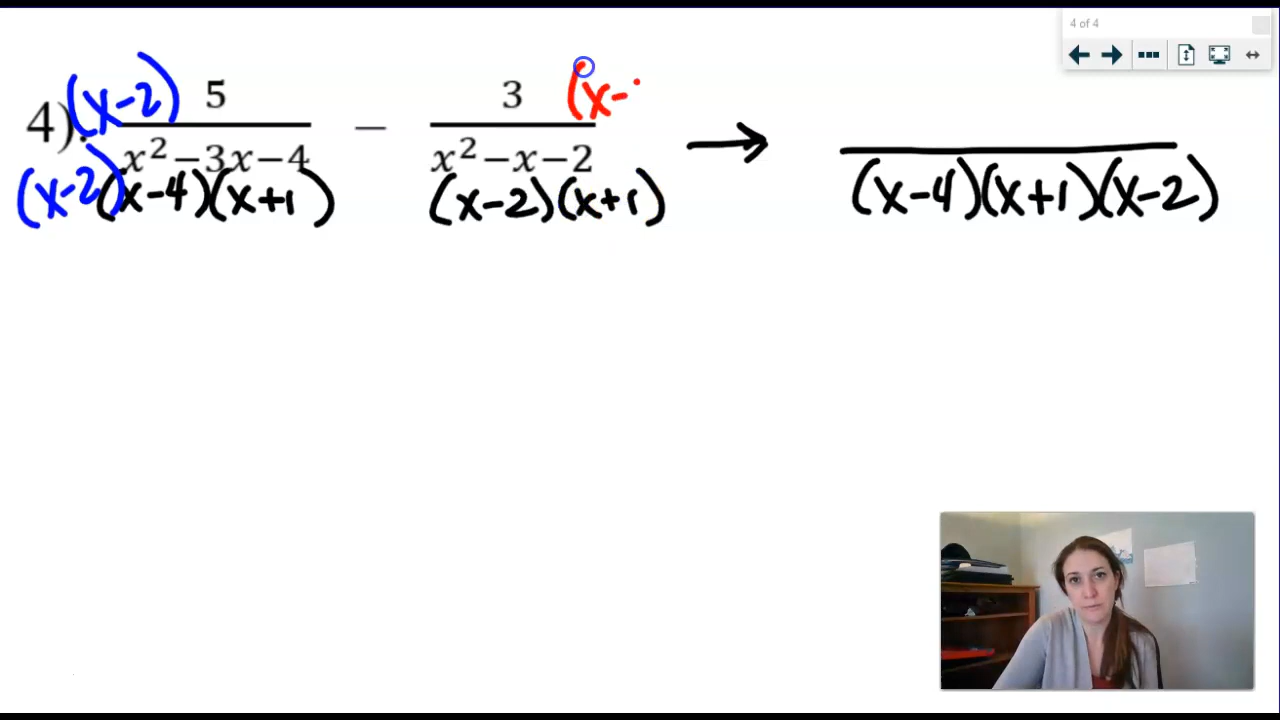 4 of 4
(x-2) 5 3 (x-
4). — →
x² − 3x − 4 x² − x − 2
(x-2)(x-4)(x+1) (x-2)(x+1) (x-4)(x+1)(x-2)